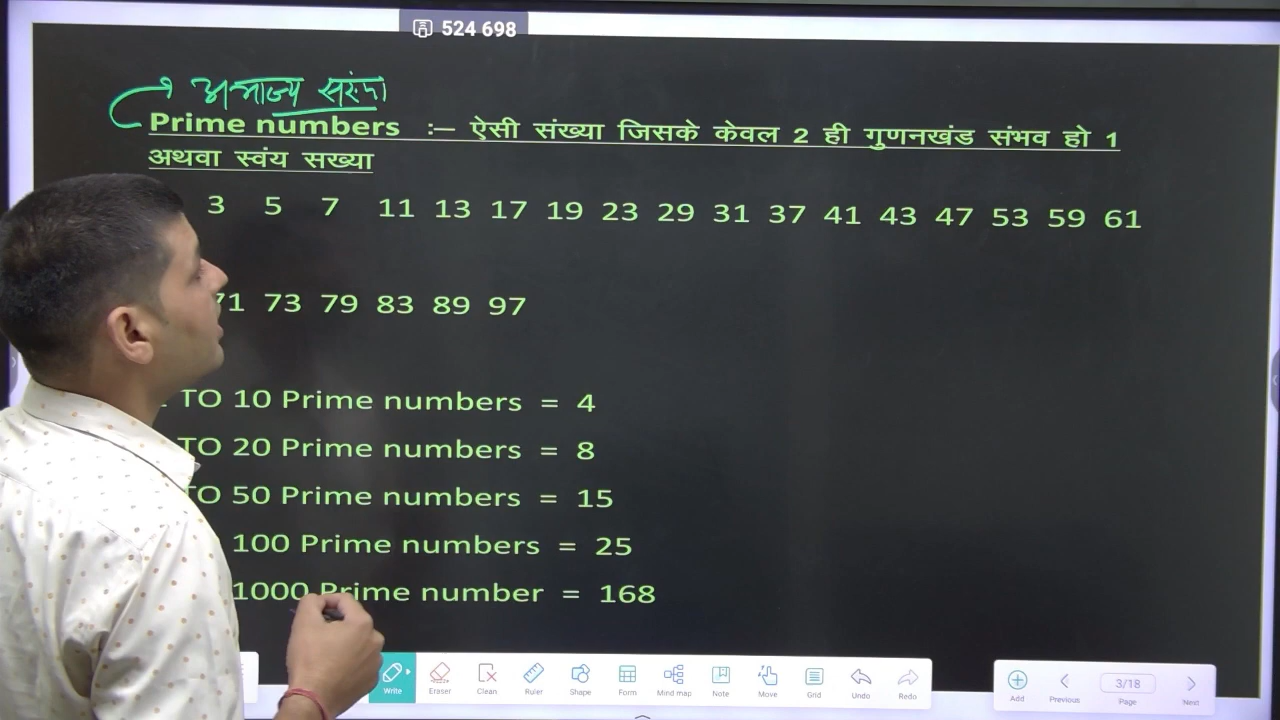 524 698
अभाज्य संख्या
Prime numbers :– ऐसी संख्या जिसके केवल 2 ही गुणनखंड संभव हो 1
अथवा स्वंय सख्या
3 5 7 11 13 17 19 23 29 31 37 41 43 47 53 59 61
71 73 79 83 89 97
TO 10 Prime numbers = 4
TO 20 Prime numbers = 8
TO 50 Prime numbers = 15
100 Prime numbers = 25
1000 Prime number = 168
Write Eraser Clean Ruler Shape Form Mind map Note Move Grid Undo Redo
Add Previous 3/18 Page Next